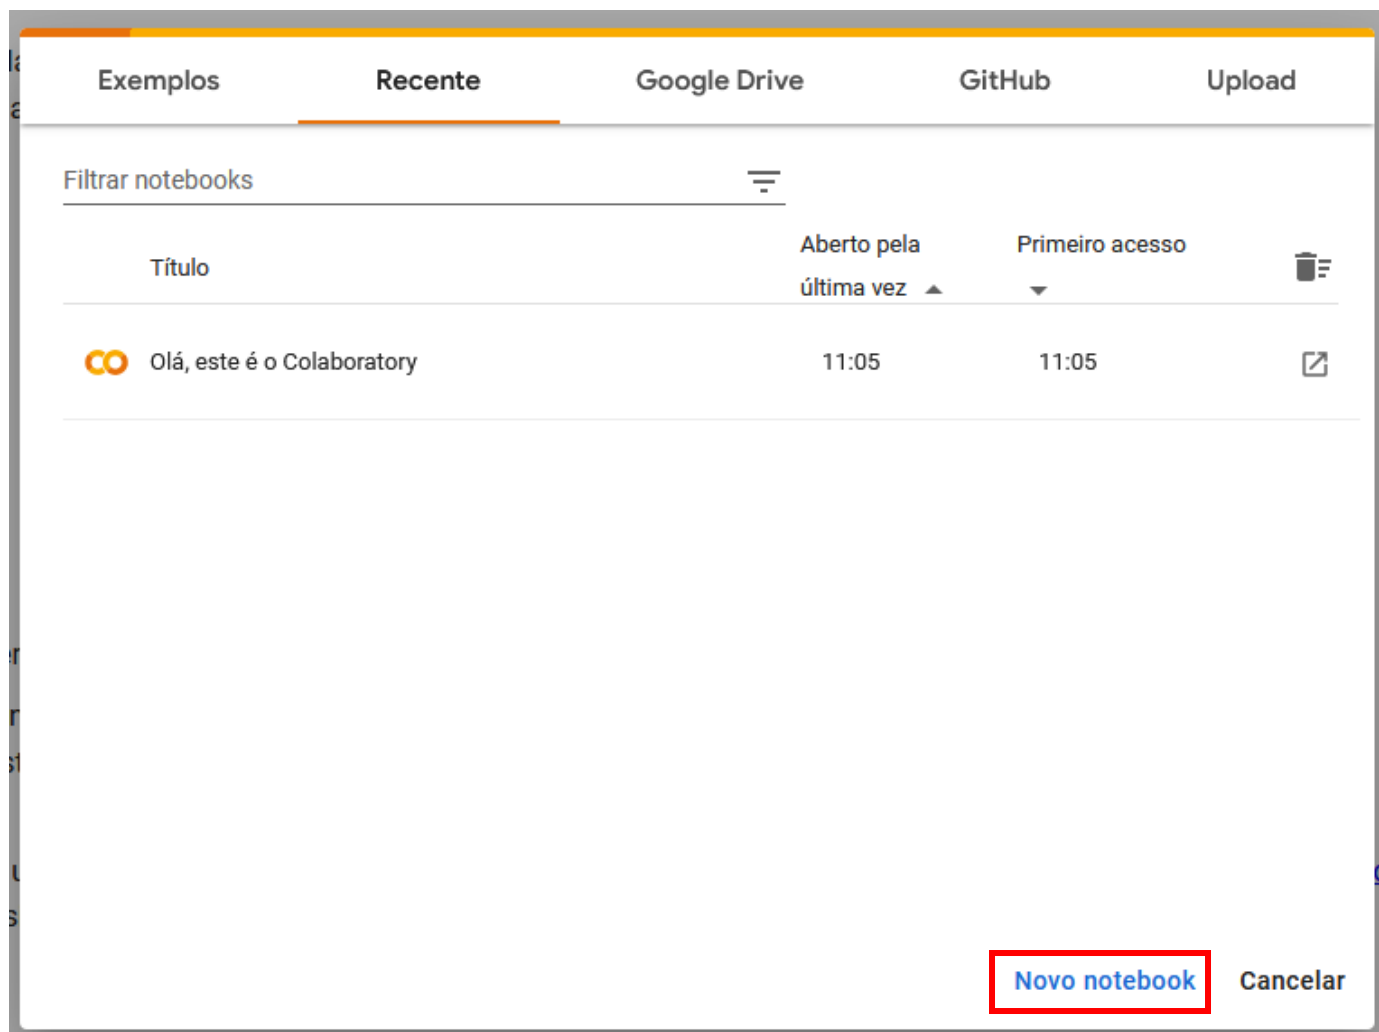 Exemplos Recente Google Drive GitHub Upload
Filtrar notebooks
Título
Aberto pela
última vez
Primeiro acesso
Olá, este é o Colaboratory 11:05 11:05
Novo notebook Cancelar